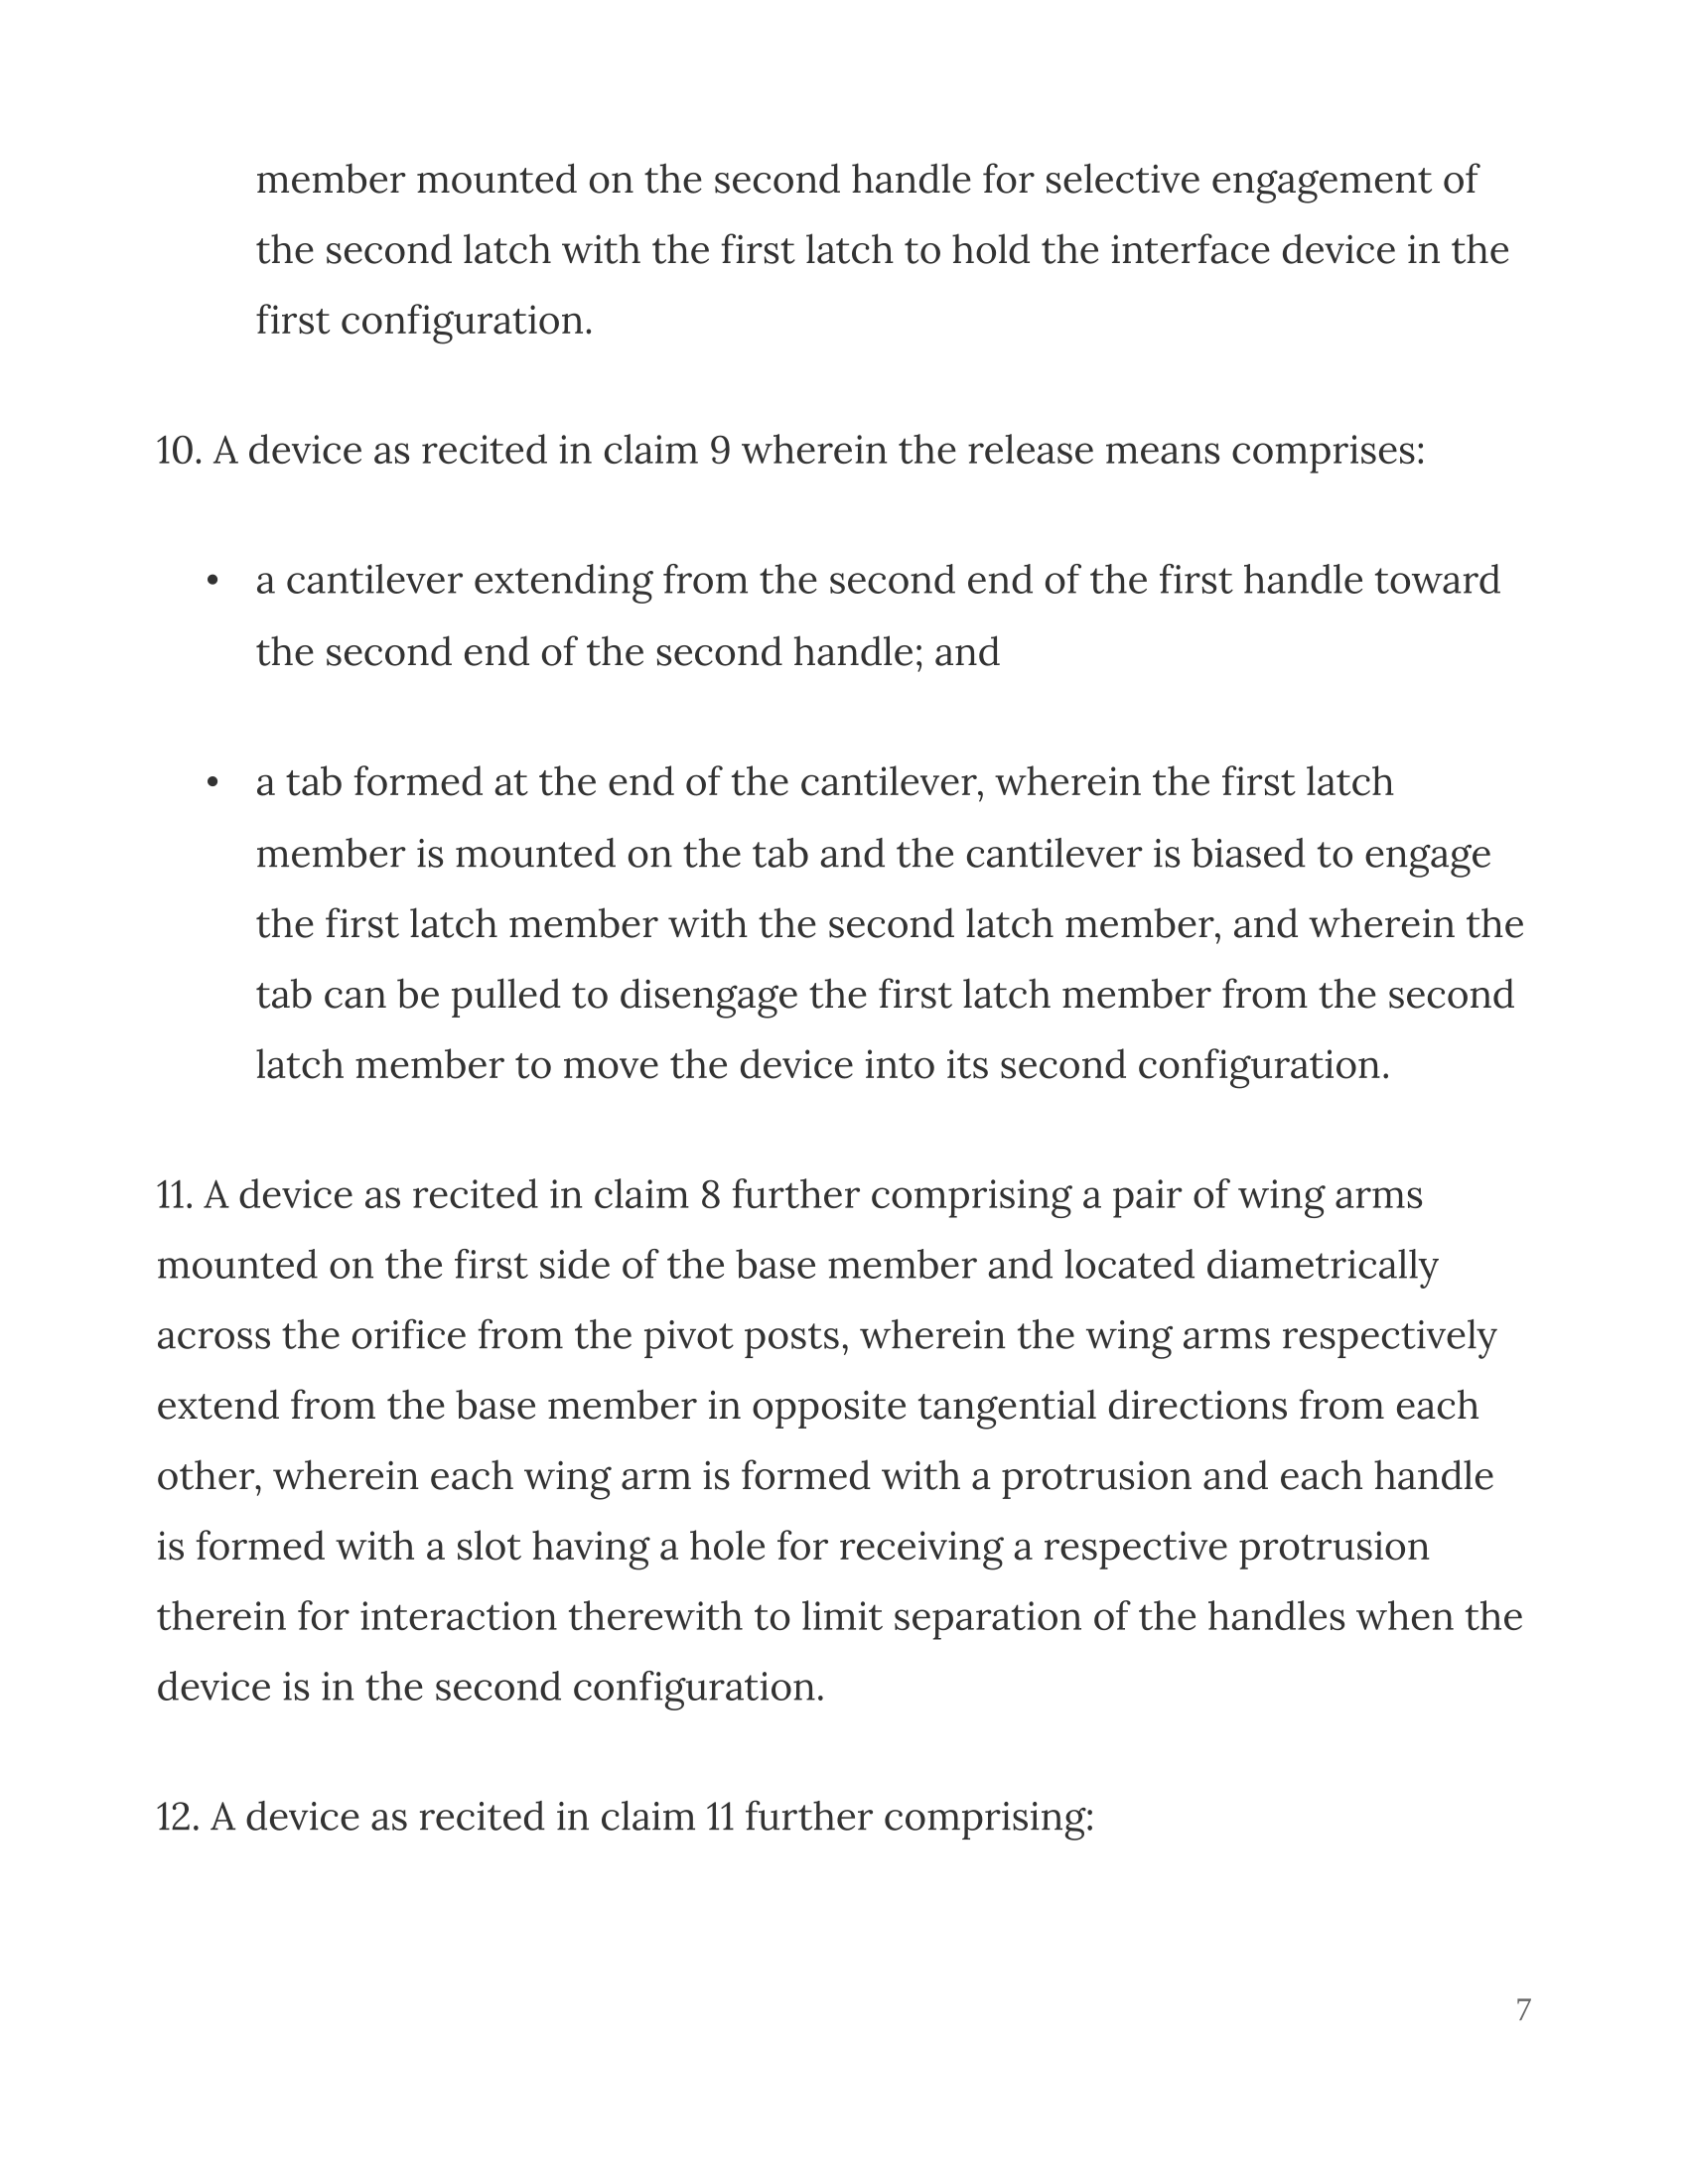 member mounted on the second handle for selective engagement of
the second latch with the first latch to hold the interface device in the
first configuration.
10. A device as recited in claim 9 wherein the release means comprises:
• a cantilever extending from the second end of the first handle toward
the second end of the second handle; and
• a tab formed at the end of the cantilever, wherein the first latch
member is mounted on the tab and the cantilever is biased to engage
the first latch member with the second latch member, and wherein the
tab can be pulled to disengage the first latch member from the second
latch member to move the device into its second configuration.
11. A device as recited in claim 8 further comprising a pair of wing arms
mounted on the first side of the base member and located diametrically
across the orifice from the pivot posts, wherein the wing arms respectively
extend from the base member in opposite tangential directions from each
other, wherein each wing arm is formed with a protrusion and each handle
is formed with a slot having a hole for receiving a respective protrusion
therein for interaction therewith to limit separation of the handles when the
device is in the second configuration.
12. A device as recited in claim 11 further comprising:
7